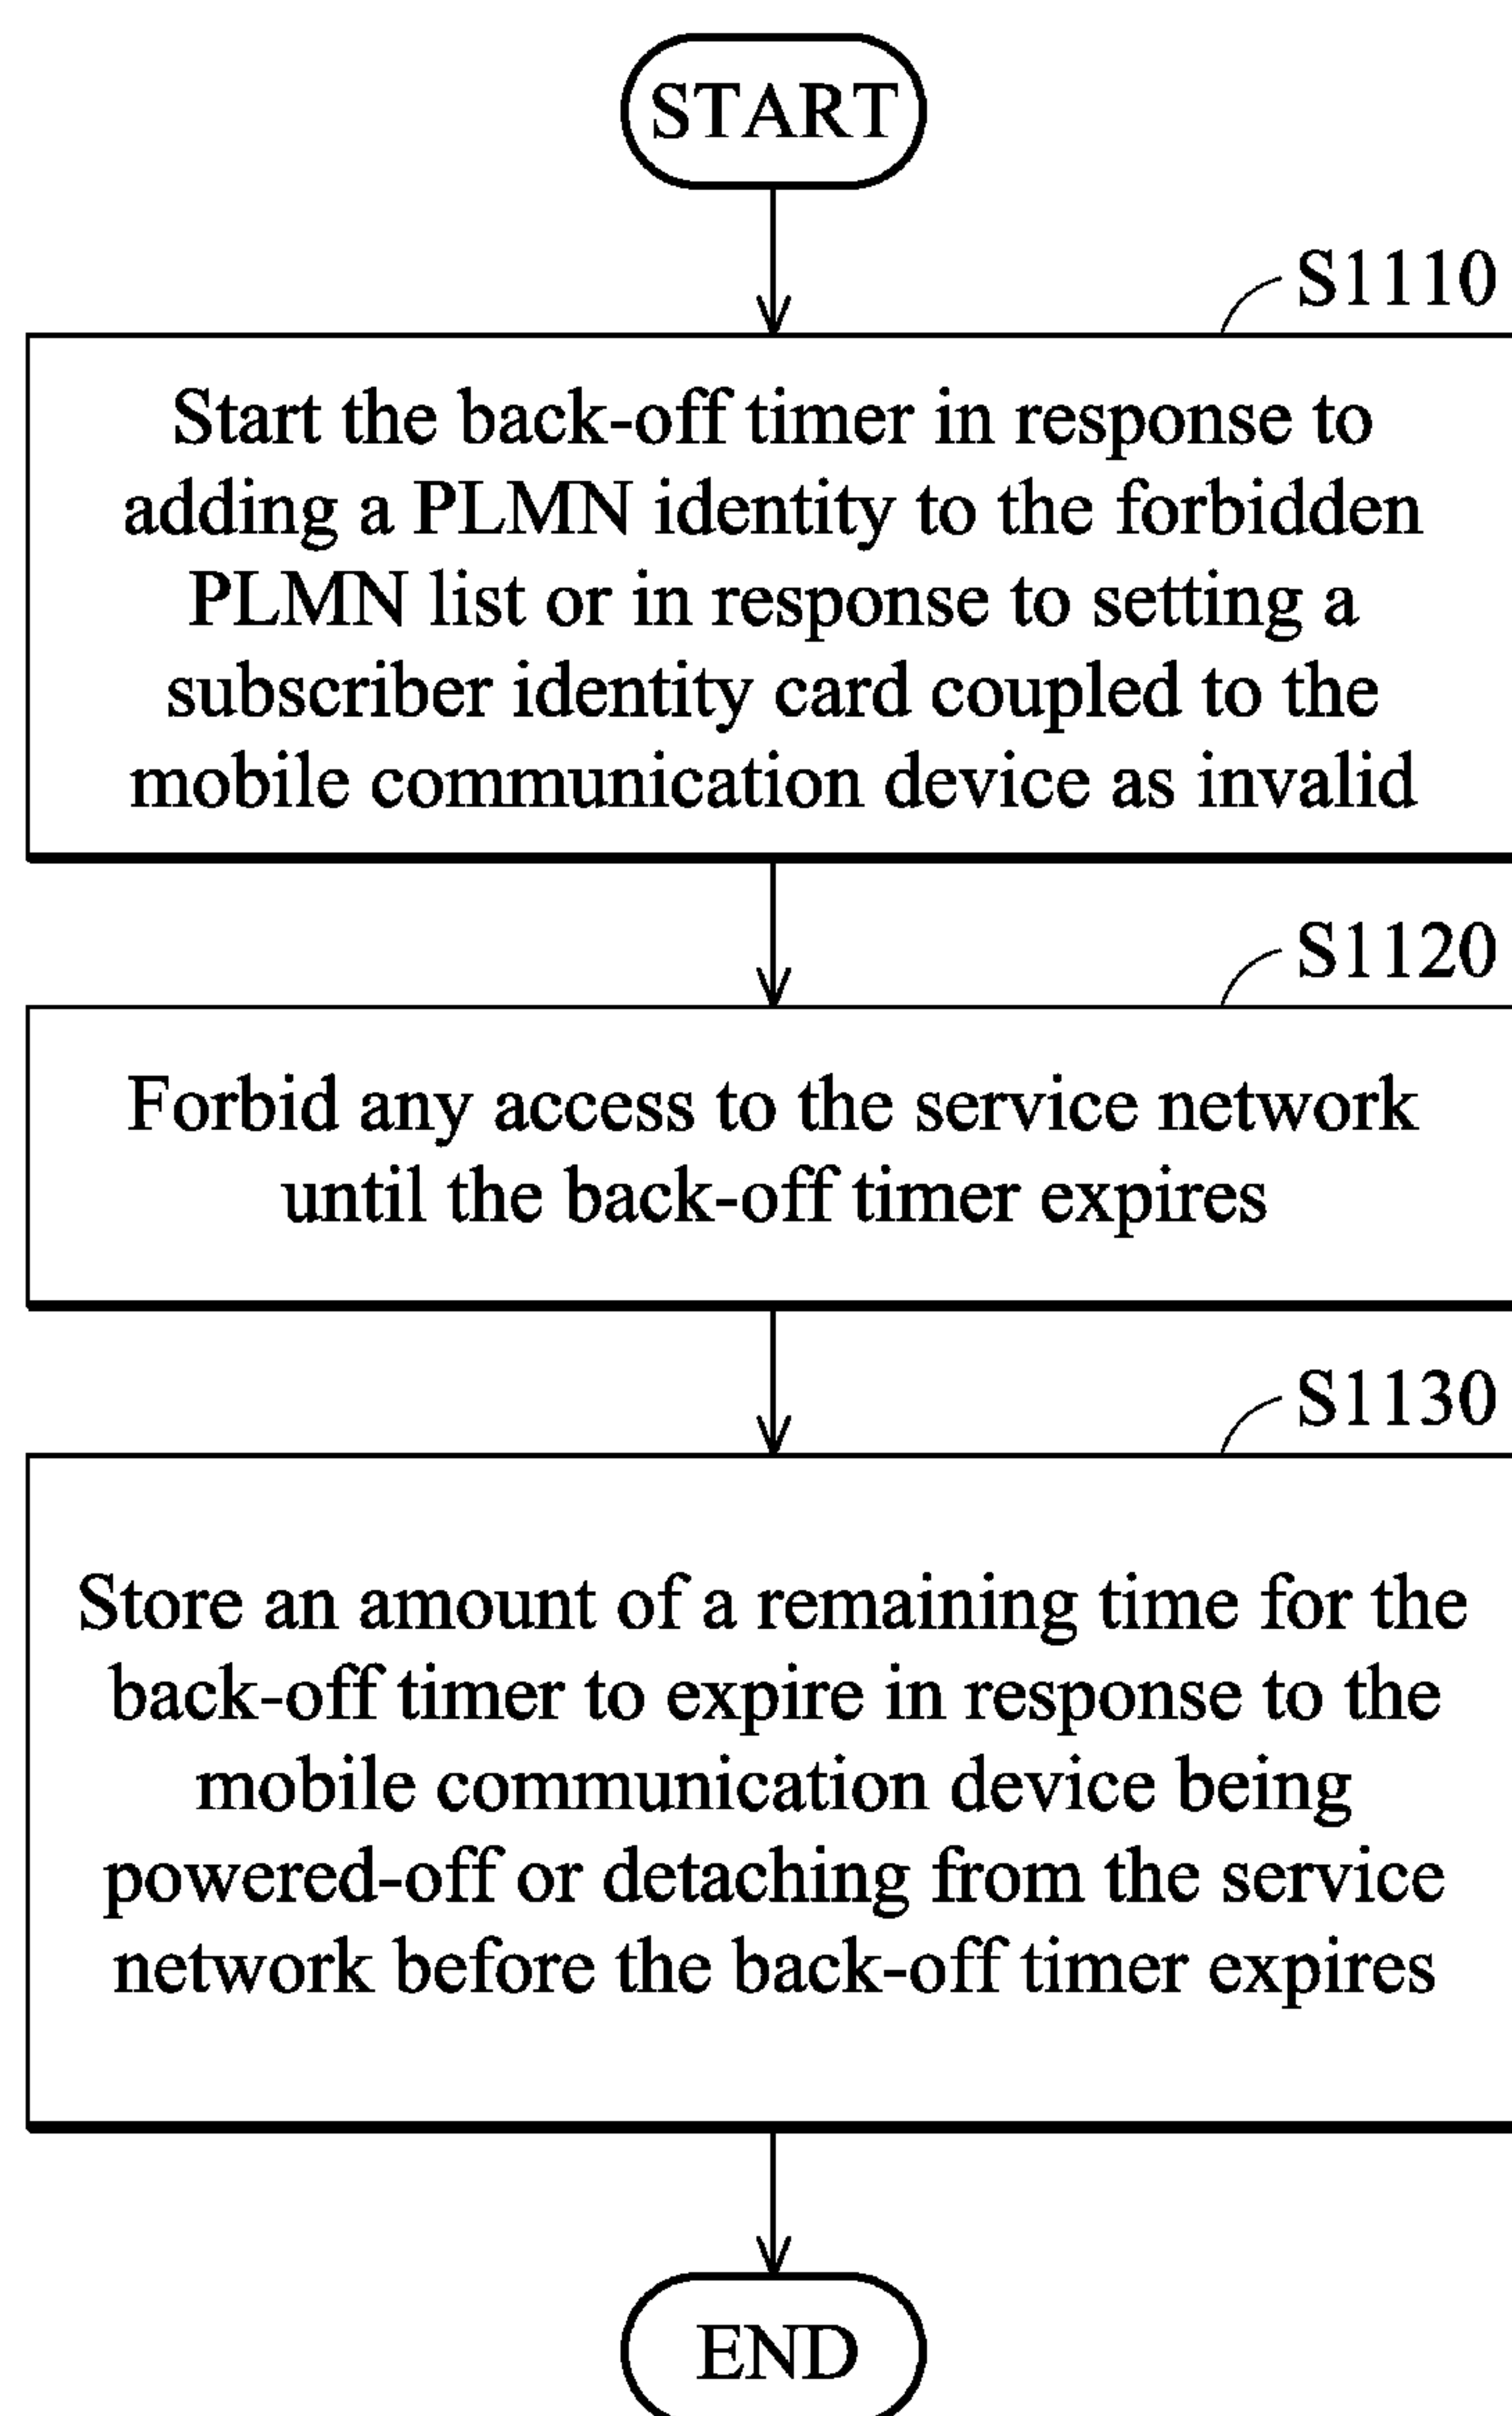 START
S1110
Start the back-off timer in response to
adding a PLMN identity to the forbidden
PLMN list or in response to setting a
subscriber identity card coupled to the
mobile communication device as invalid
S1120
Forbid any access to the service network
until the back-off timer expires
S1130
Store an amount of a remaining time for the
back-off timer to expire in response to the
mobile communication device being
powered-off or detaching from the service
network before the back-off timer expires
END